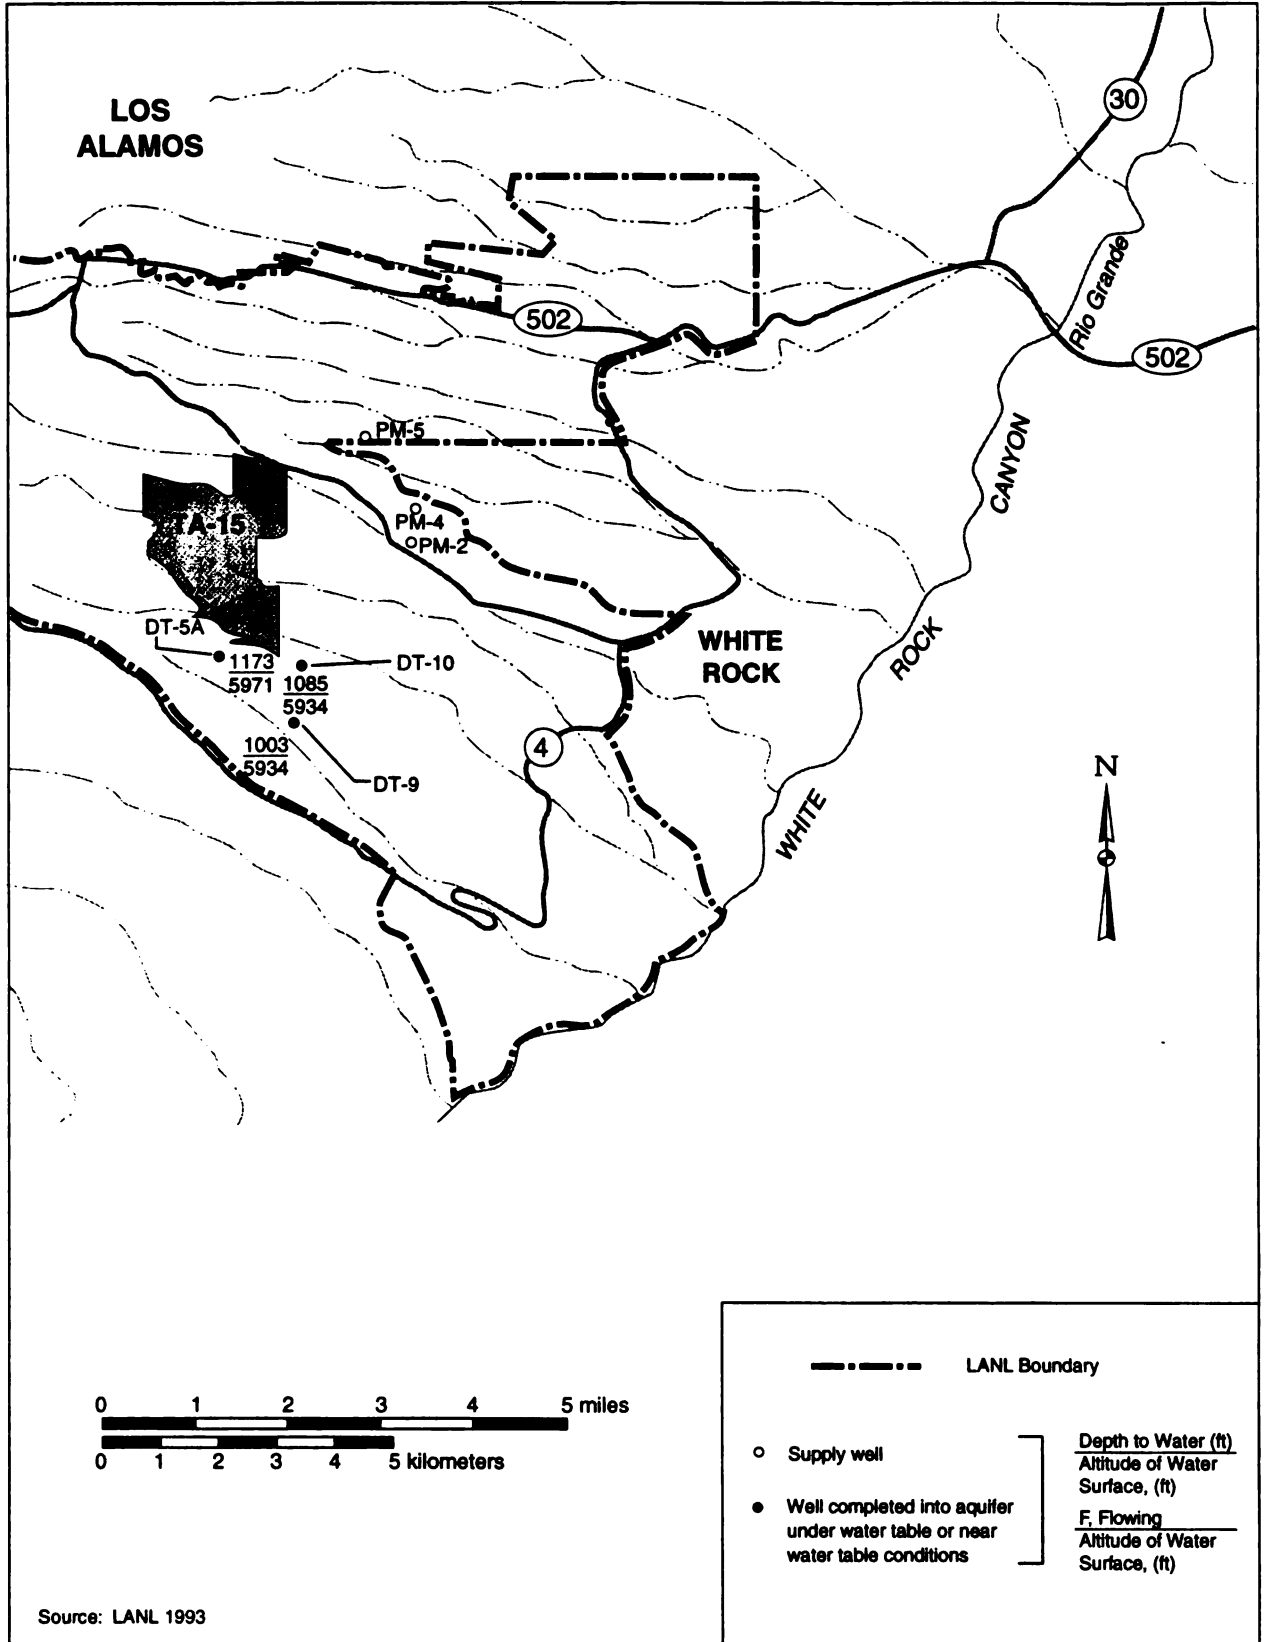 LOS
ALAMOS
30
Rio Grande
502
502
CANYON
PM-5
TA-15
PM-4
PM-2
DT-5A
WHITE
ROCK
ROCK
1173
5971
DT-10
1085
5934
4
1003
5934
DT-9
WHITE
N
0 1 2 3 4 5 miles
0 1 2 3 4 5 kilometers
LANL Boundary
Supply well
Well completed into aquifer
under water table or near
water table conditions
Depth to Water (ft)
Altitude of Water
Surface, (ft)
F, Flowing
Altitude of Water
Surface, (ft)
Source: LANL 1993